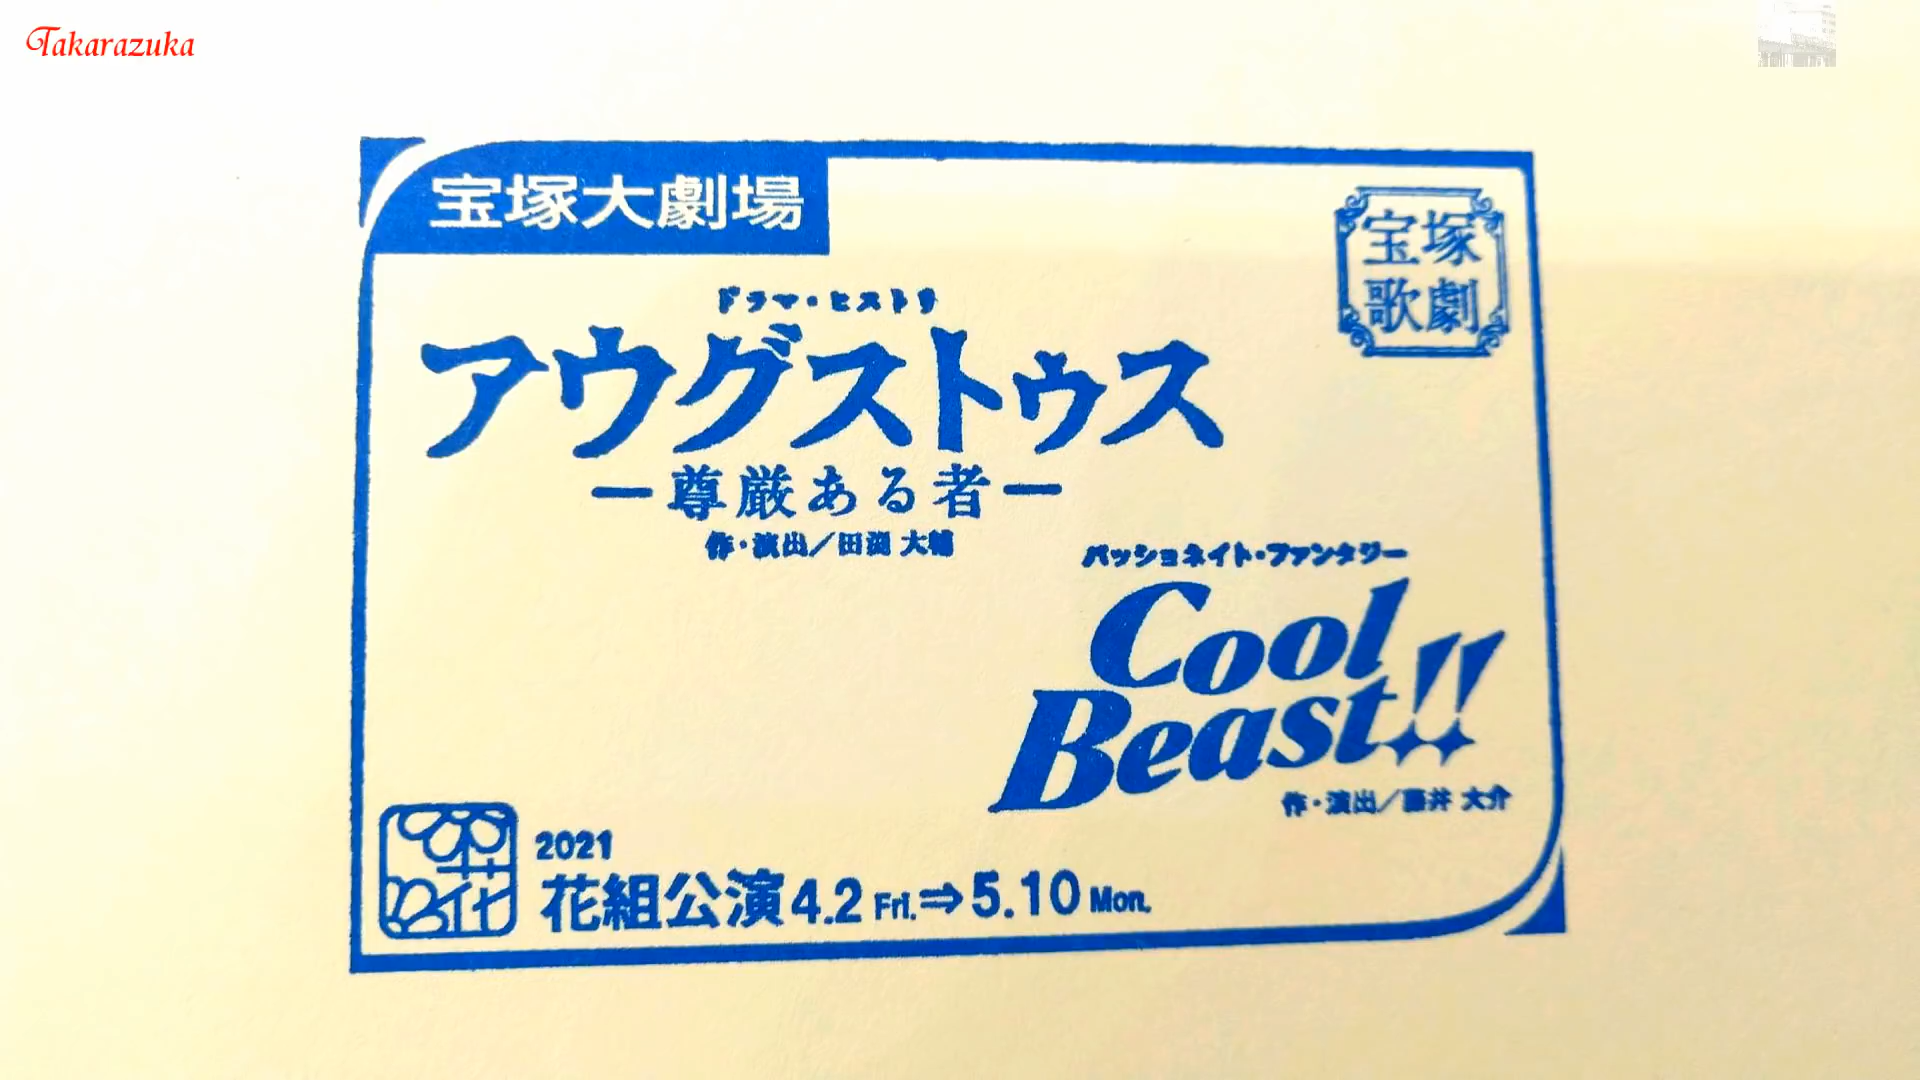 Takarazuka
宝塚大劇場
宝塚
歌劇
ドラマ・ヒストリ
アウグストゥス
ー尊厳ある者ー
作・演出／田渕 大輔
パッショネイト・ファンタジー
Cool
Beast!!
作・演出／藤井 大介
花
2021
花組公演4.2 Fri.⇒5.10 Mon.